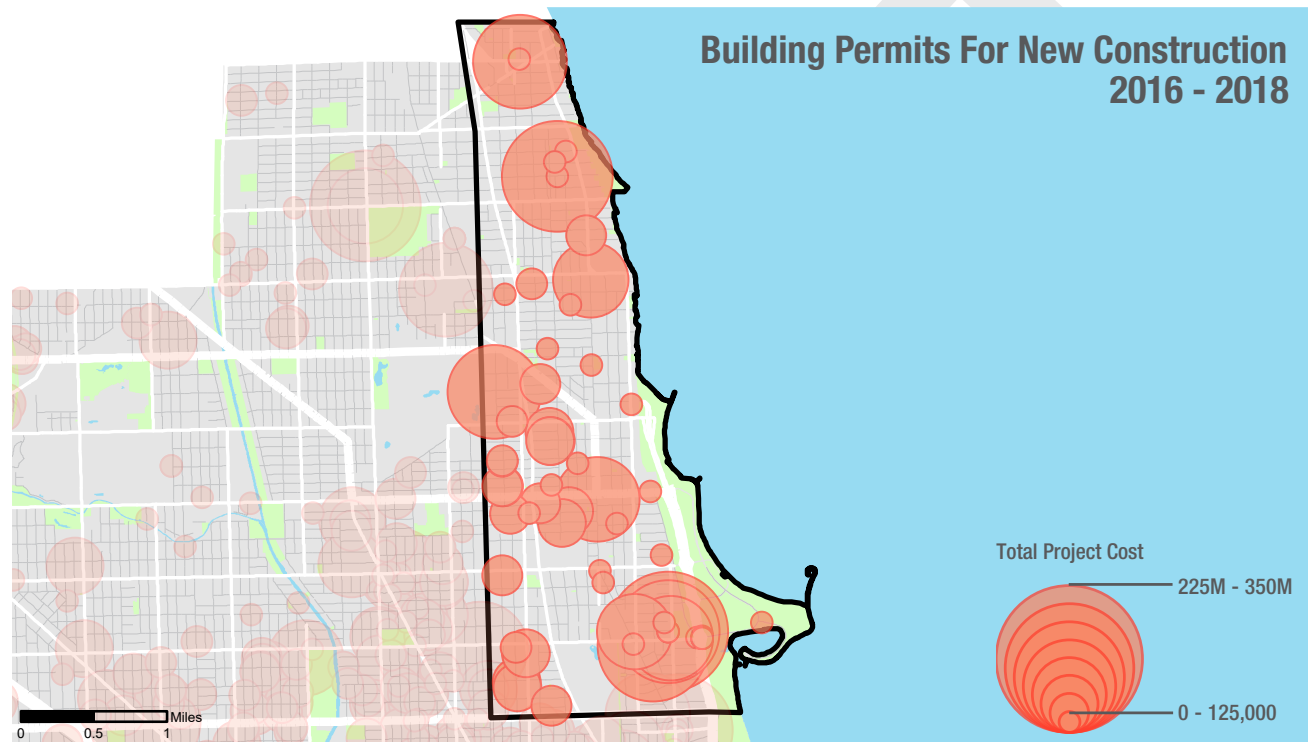 Building Permits For New Construction
2016 - 2018
Total Project Cost
225M - 350M
0 - 125,000
Miles
0 0.5 1